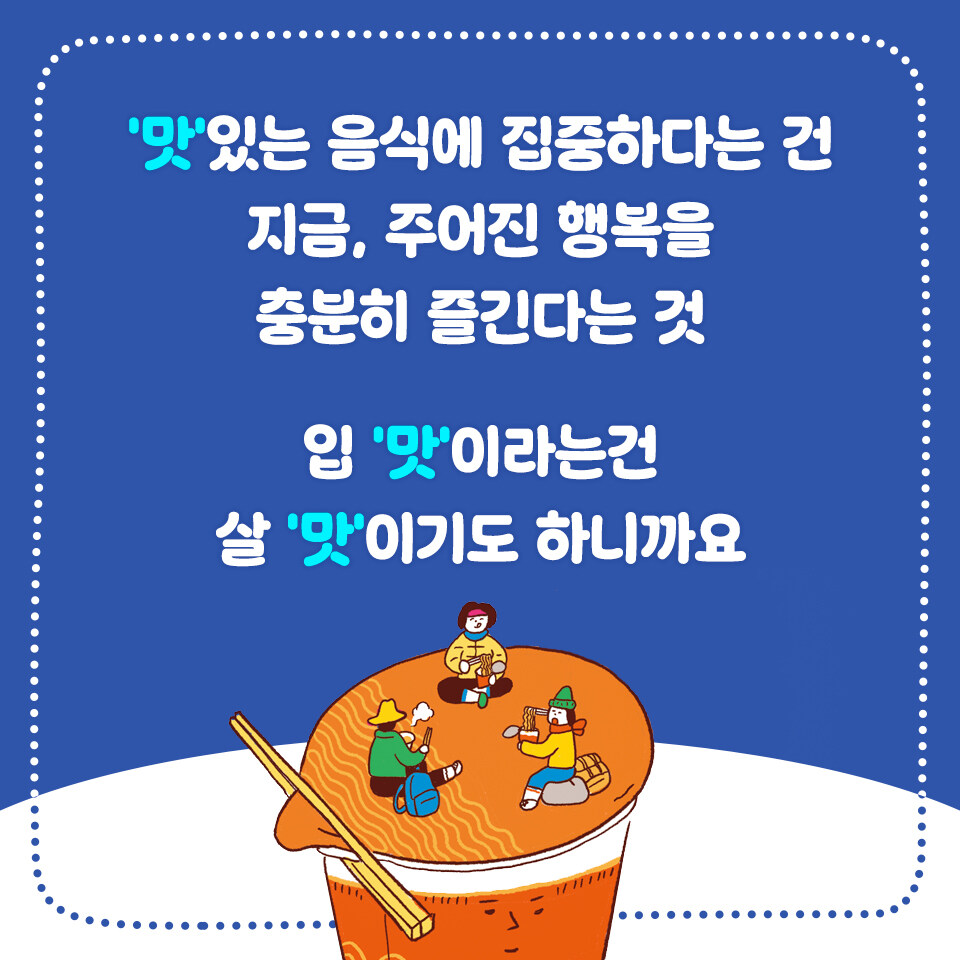 '맛'있는 음식에 집중하다는 건
지금, 주어진 행복을
충분히 즐긴다는 것
입 '맛'이라는건
살 '맛'이기도 하니까요